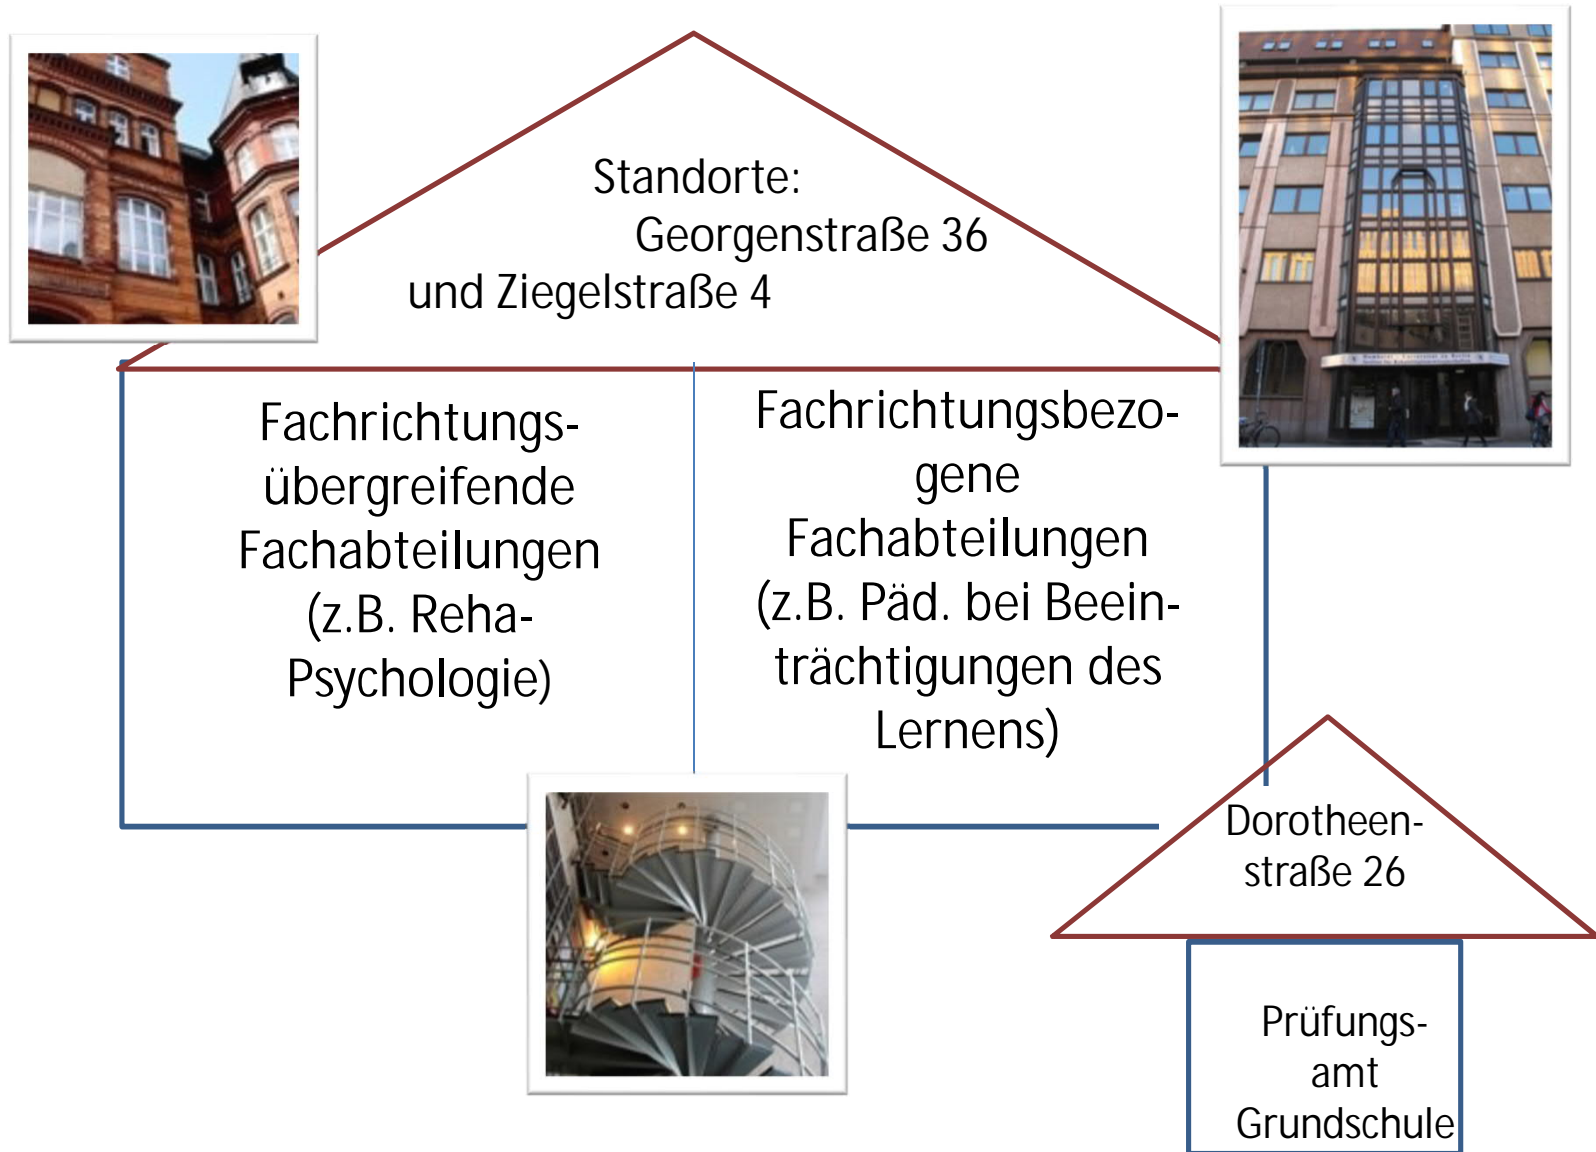 Standorte:
Georgenstraße 36
und Ziegelstraße 4
Fachrichtungs-
übergreifende
Fachabteilungen
(z.B. Reha-
Psychologie)
Fachrichtungsbezo-
gene
Fachabteilungen
(z.B. Päd. bei Beein-
trächtigungen des
Lernens)
Dorotheen-
straße 26
Prüfungs-
amt
Grundschule